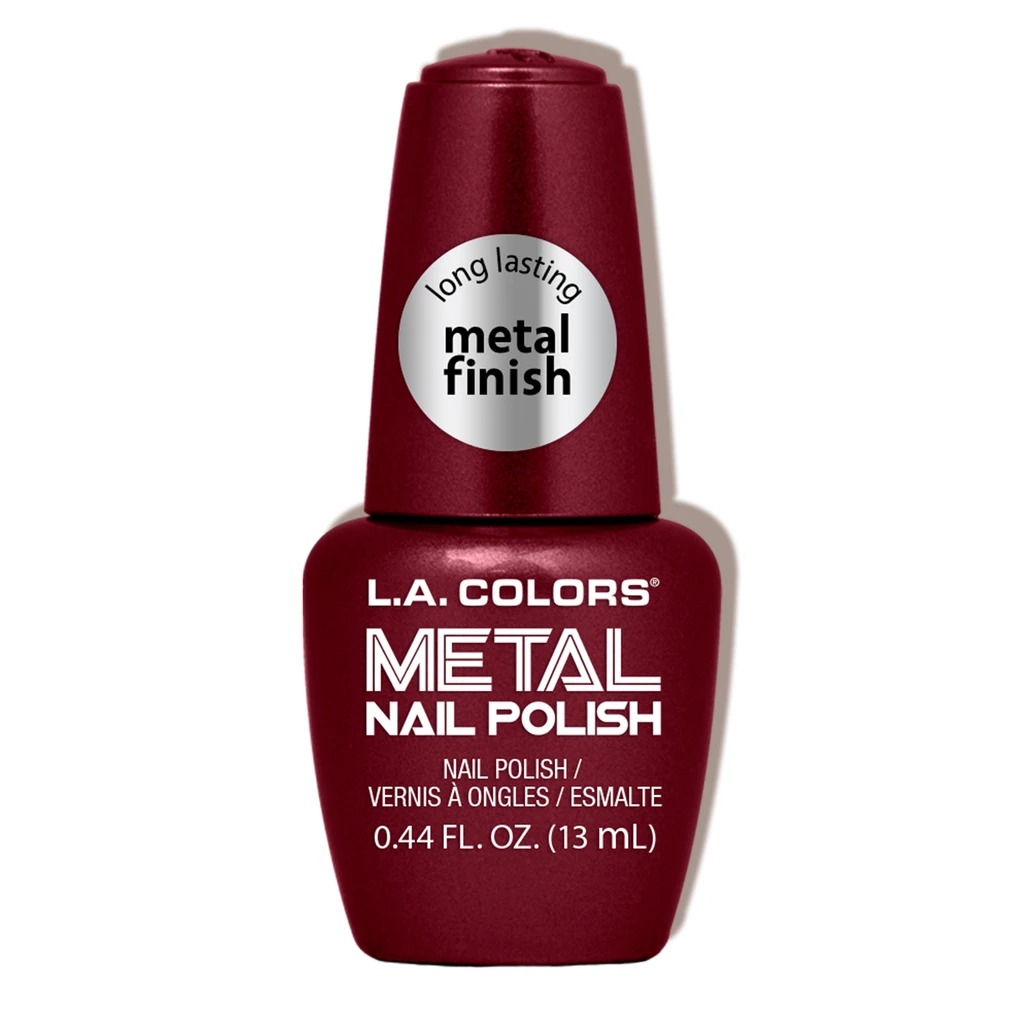 long lasting
metal
finish
L.A. COLORS®
METAL
NAIL POLISH
NAIL POLISH /
VERNIS À ONGLES / ESMALTE
0.44 FL. OZ. (13 mL)